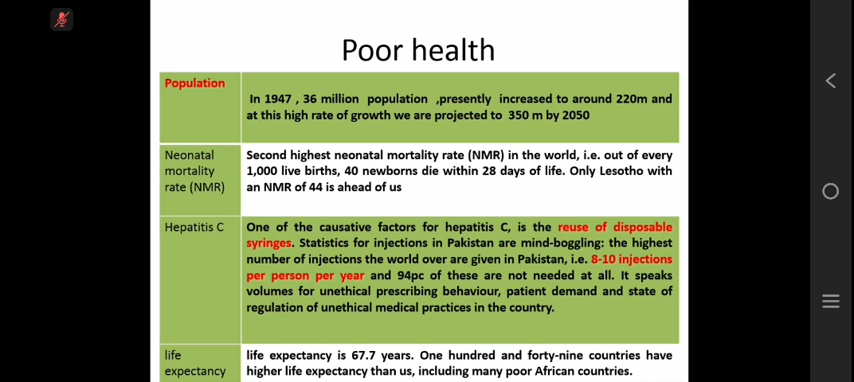 Poor health
Population
In 1947 , 36 million population ,presently increased to around 220m and
at this high rate of growth we are projected to 350 m by 2050
Neonatal
mortality
rate (NMR)
Second highest neonatal mortality rate (NMR) in the world, i.e. out of every
1,000 live births, 40 newborns die within 28 days of life. Only Lesotho with
an NMR of 44 is ahead of us
Hepatitis C
One of the causative factors for hepatitis C, is the reuse of disposable
syringes. Statistics for injections in Pakistan are mind-boggling: the highest
number of injections the world over are given in Pakistan, i.e. 8-10 injections
per person per year and 94pc of these are not needed at all. It speaks
volumes for unethical prescribing behaviour, patient demand and state of
regulation of unethical medical practices in the country.
life
expectancy
life expectancy is 67.7 years. One hundred and forty-nine countries have
higher life expectancy than us, including many poor African countries.